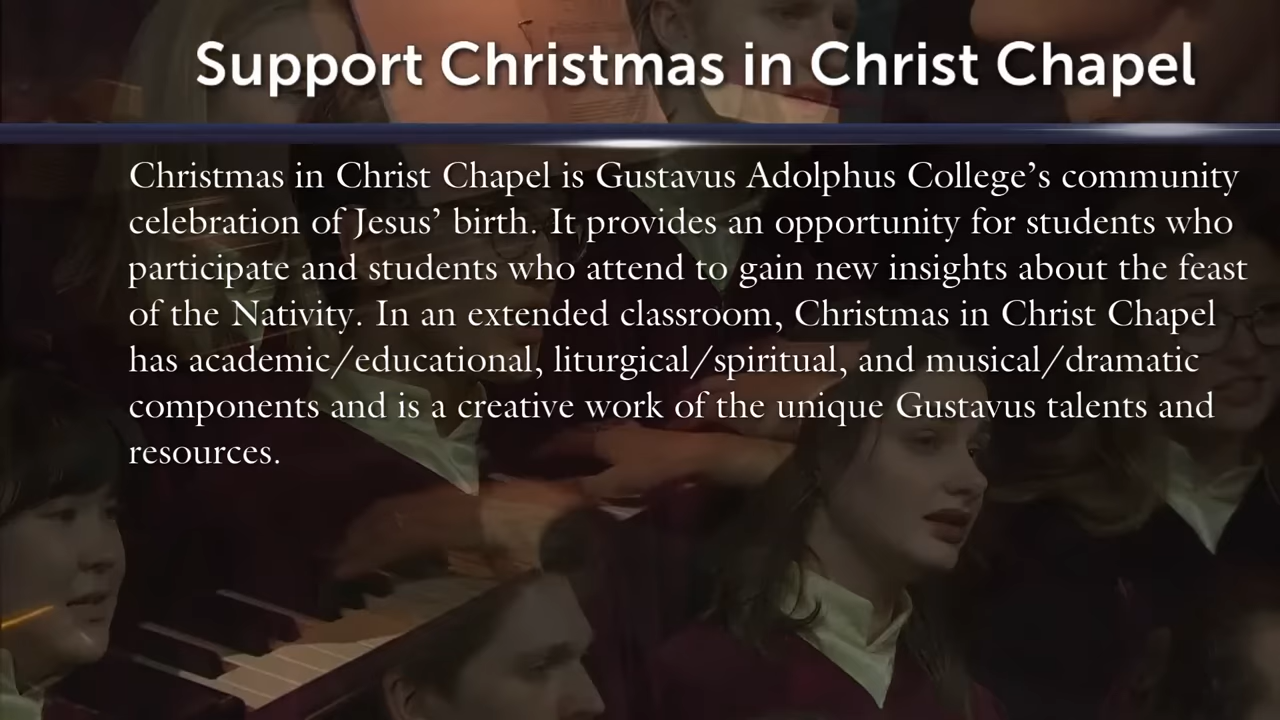 Support Christmas in Christ Chapel
Christmas in Christ Chapel is Gustavus Adolphus College’s community
celebration of Jesus’ birth. It provides an opportunity for students who
participate and students who attend to gain new insights about the feast
of the Nativity. In an extended classroom, Christmas in Christ Chapel
has academic/educational, liturgical/spiritual, and musical/dramatic
components and is a creative work of the unique Gustavus talents and
resources.